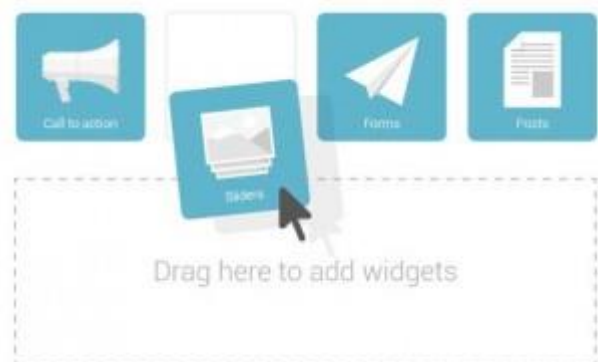 Call to action
Forms
Posts
Sliders
Drag here to add widgets